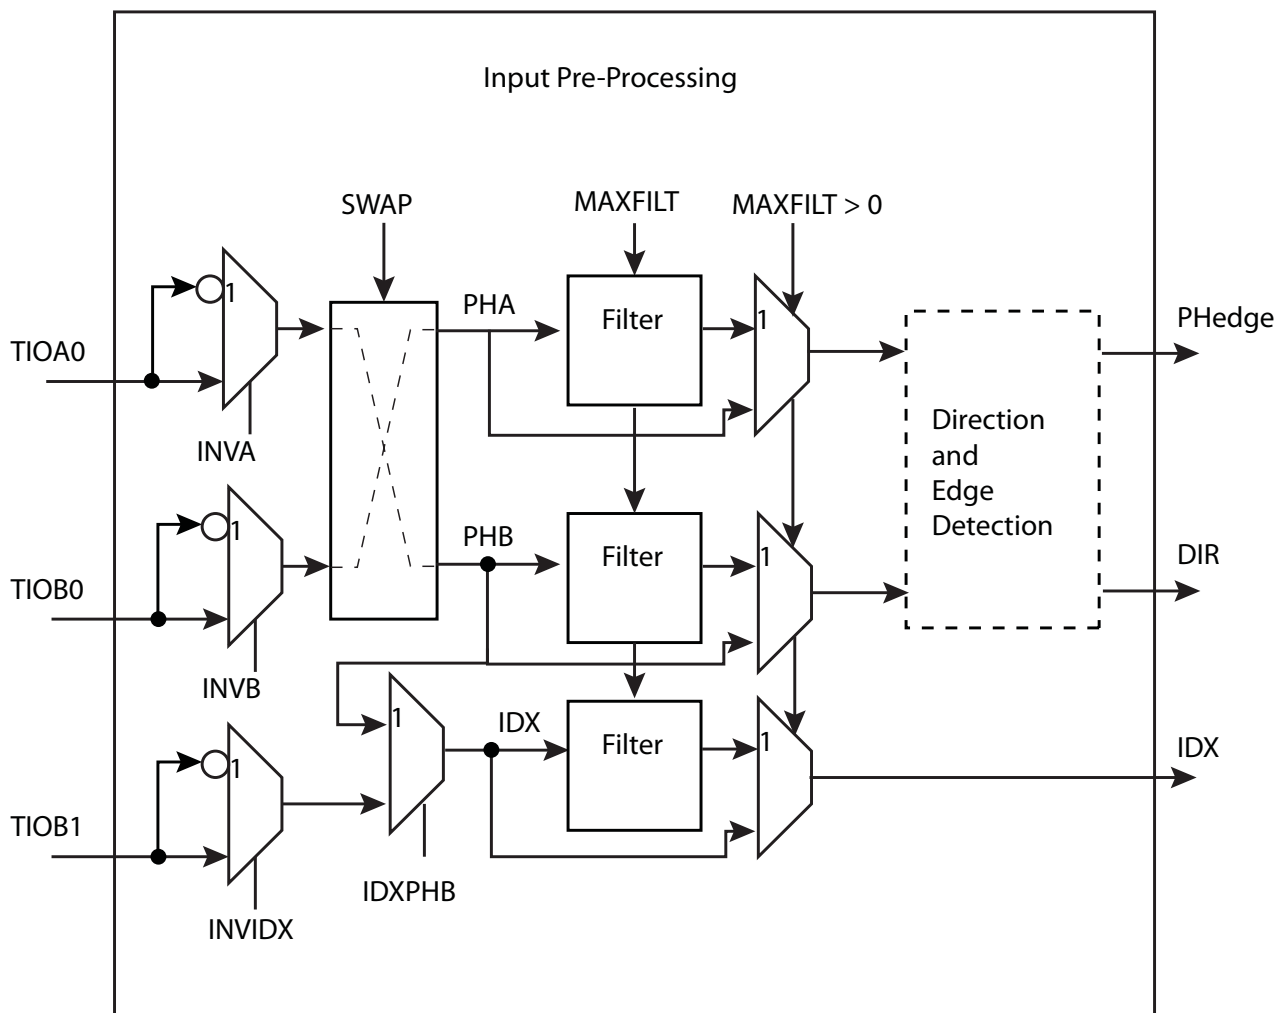 Input Pre-Processing
SWAP
MAXFILT
MAXFILT > 0
1
PHA
Filter
1
PHedge
TIOA0
INVA
Direction
and
Edge
Detection
1
PHB
Filter
1
DIR
TIOB0
INVB
1
IDX
Filter
1
IDX
1
TIOB1
IDXPHB
INVIDX